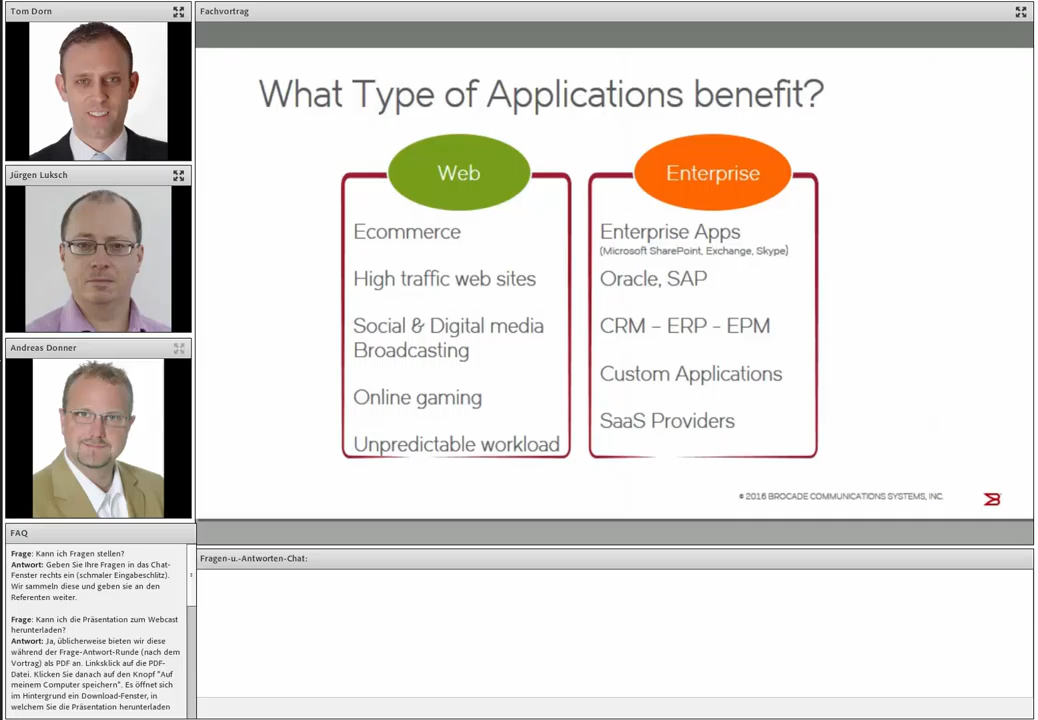 Tom Dorn
Jürgen Luksch
Andreas Donner
FAQ
Frage: Kann ich Fragen stellen?
Antwort: Geben Sie Ihre Fragen in das Chat-
Fenster rechts ein (schmaler Eingabeschlitz).
Wir sammeln diese und geben sie an den
Referenten weiter.
Frage: Kann ich die Präsentation zum Webcast
herunterladen?
Antwort: Ja, üblicherweise bieten wir diese
während der Frage-Antwort-Runde (nach dem
Vortrag) als PDF an. Linksklick auf die PDF-
Datei. Klicken Sie danach auf den Knopf "Auf
meinem Computer speichern". Es öffnet sich
im Hintergrund ein Download-Fenster, in
welchem Sie die Präsentation herunterladen
Fachvortrag
What Type of Applications benefit?
Web
Ecommerce
High traffic web sites
Social & Digital media
Broadcasting
Online gaming
Unpredictable workload
Enterprise
Enterprise Apps
(Microsoft SharePoint, Exchange, Skype)
Oracle, SAP
CRM – ERP – EPM
Custom Applications
SaaS Providers
© 2016 BROCADE COMMUNICATIONS SYSTEMS, INC.
Fragen-u.-Antworten-Chat: